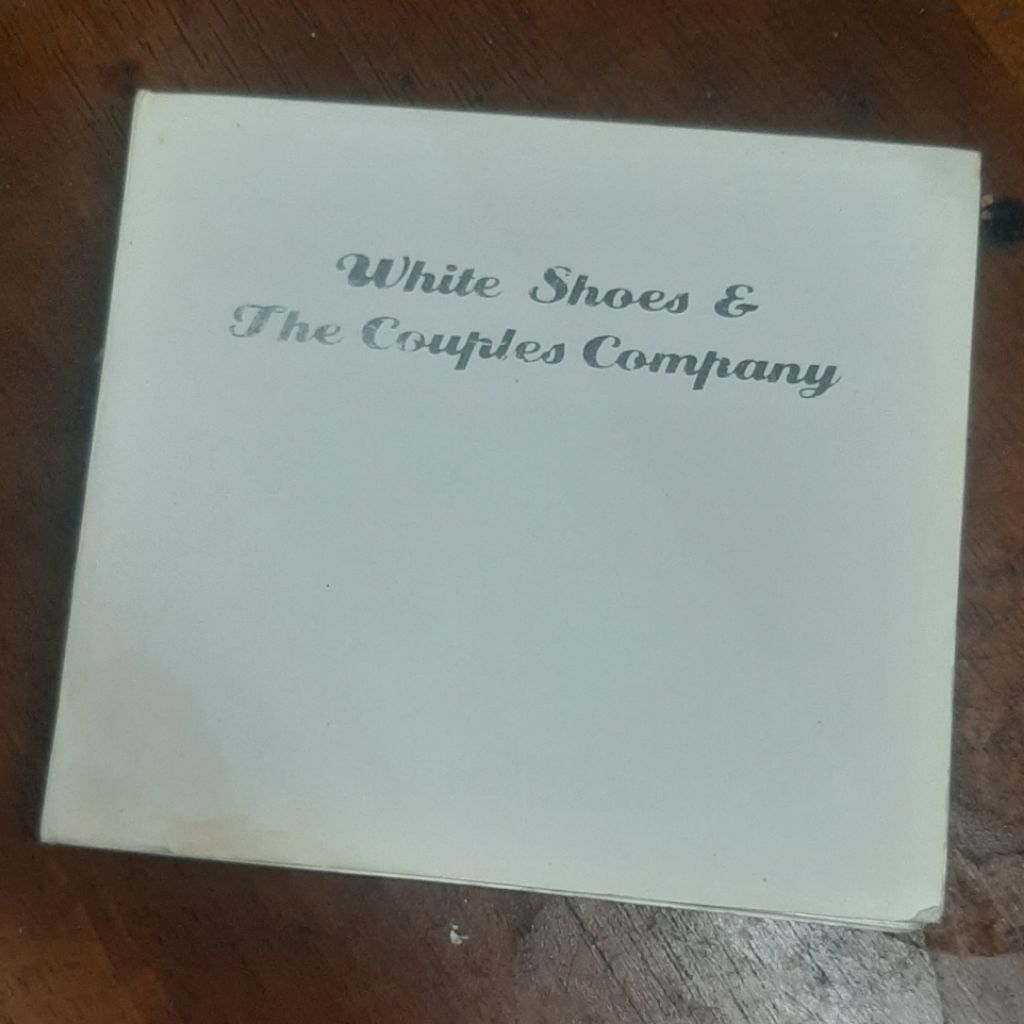 White Shoes &
The Couples Company